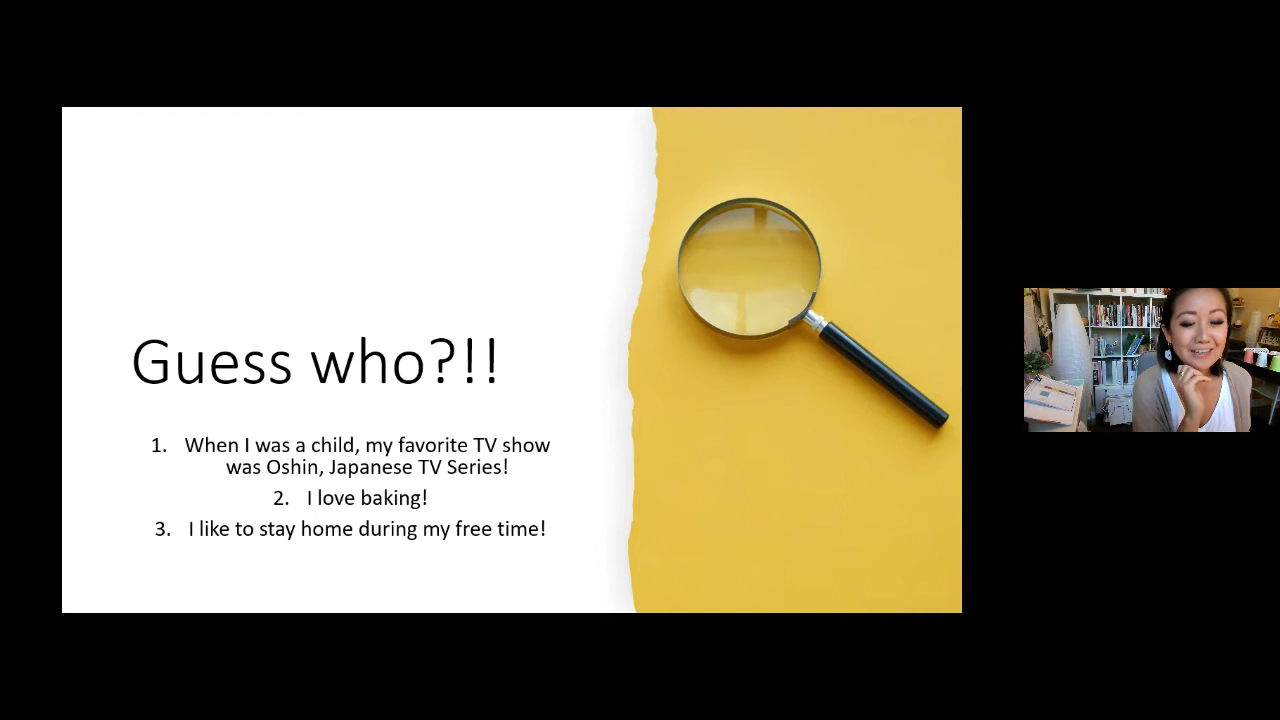 Guess who?!!
1. When I was a child, my favorite TV show
was Oshin, Japanese TV Series!
2. I love baking!
3. I like to stay home during my free time!